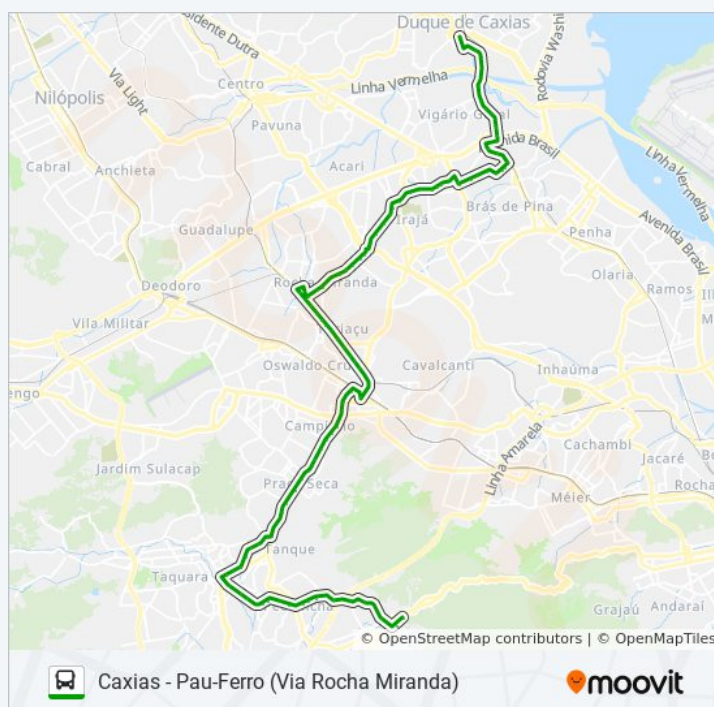 Duque de Caxias
Presidente Dutra
Rodovia Washi
Linha Vermelha
Via Light
Nilópolis
Centro
Vigário Geral
Pavuna
Avenida Brasil
Linha Vermelha
Cabral
Anchieta
Acari
Irajá
Brás de Pina
Guadalupe
Penha
Avenida Brasil
Olaria
Ramos
Deodoro
Rocha Miranda
Vila Militar
Oswaldo Cruz
Cavalcanti
Inhaúma
engo
Campinho
Linha Amarela
Cachambi
Jacaré
Jardim Sulacap
Praça Seca
Méier
Rocha
Tanque
Taquara
Grajaú
Andaraí
© OpenStreetMap contributors | © OpenMapTiles
Caxias - Pau-Ferro (Via Rocha Miranda)
moovit